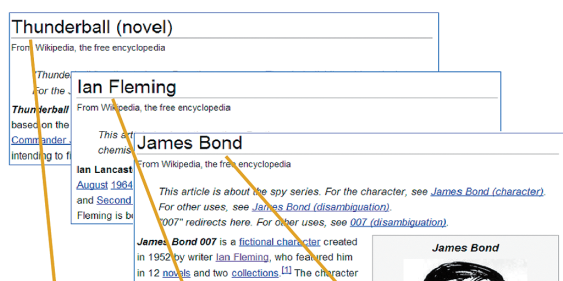 Thunderball (novel)
From Wikipedia, the free encyclopedia
For the
Thunderball
based on the
Commander
intending to
Ian Fleming
From Wikipedia, the free encyclopedia
This
Ian
August 1964
and Second
Fleming is
James Bond
From Wikipedia, the free encyclopedia
This article is about the spy series. For the character, see James Bond (character).
For other uses, see James Bond (disambiguation).
"007" redirects here. For other uses, see 007 (disambiguation).
James Bond 007 is a fictional character created
in 1952 by writer Ian Fleming, who featured him
in 12 novels and two collections.[1] The character
James Bond